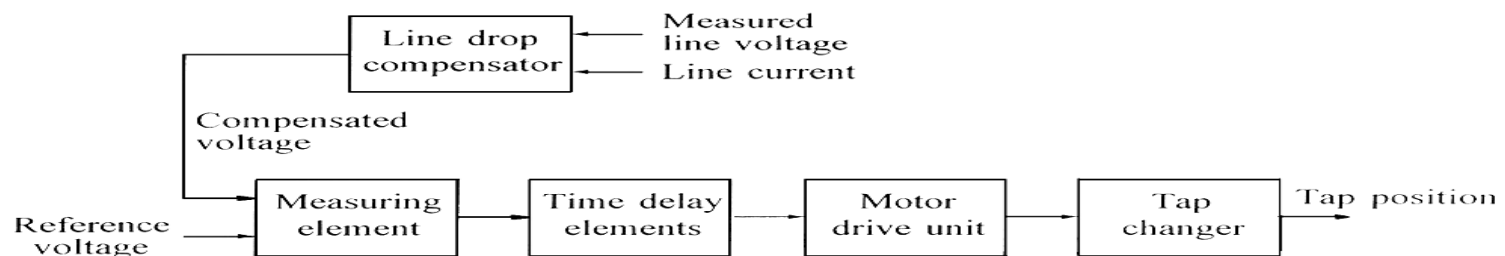 Line drop
compensator
Measured
line voltage
Line current
Compensated
voltage
Reference
voltage
Measuring
element
Time delay
elements
Motor
drive unit
Tap
changer
Tap position